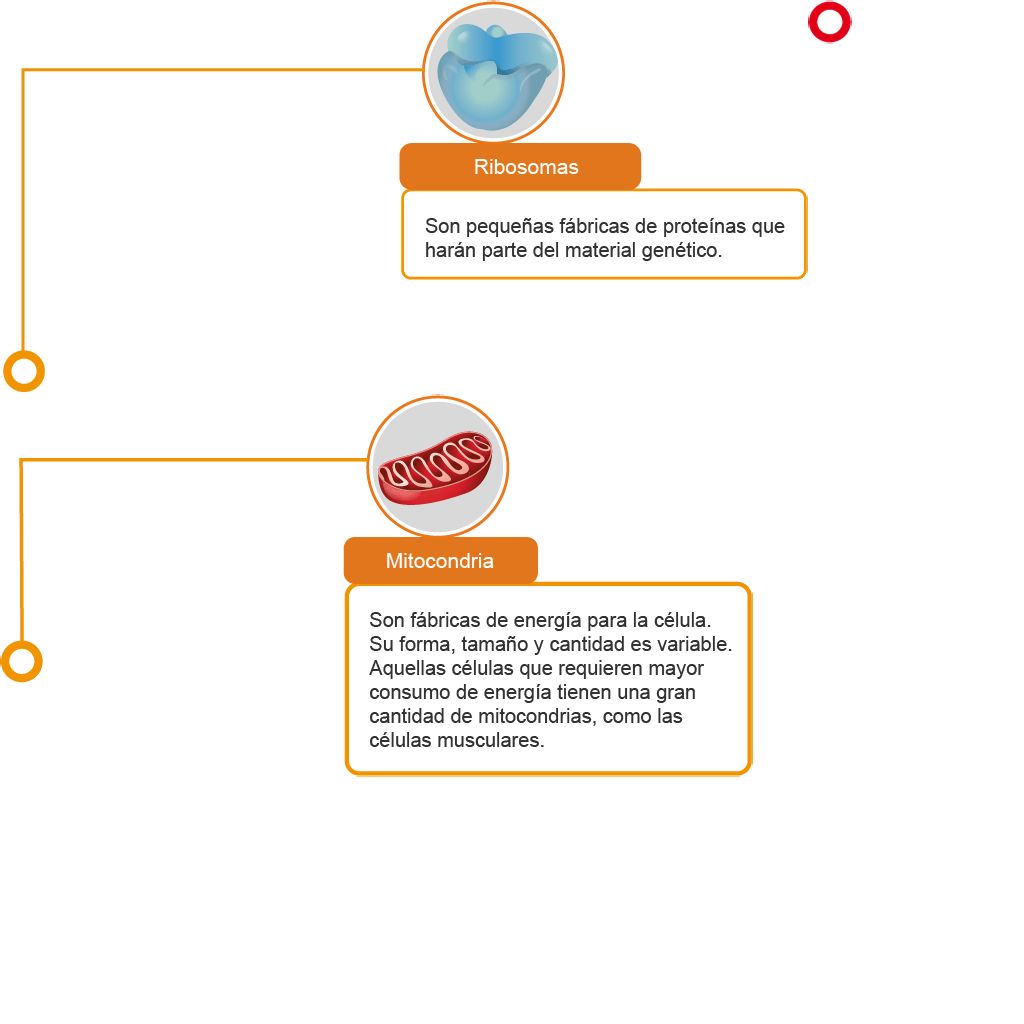 Ribosomas
Son pequeñas fábricas de proteínas que
harán parte del material genético.
Mitocondria
Son fábricas de energía para la célula.
Su forma, tamaño y cantidad es variable.
Aquellas células que requieren mayor
consumo de energía tienen una gran
cantidad de mitocondrias, como las
células musculares.